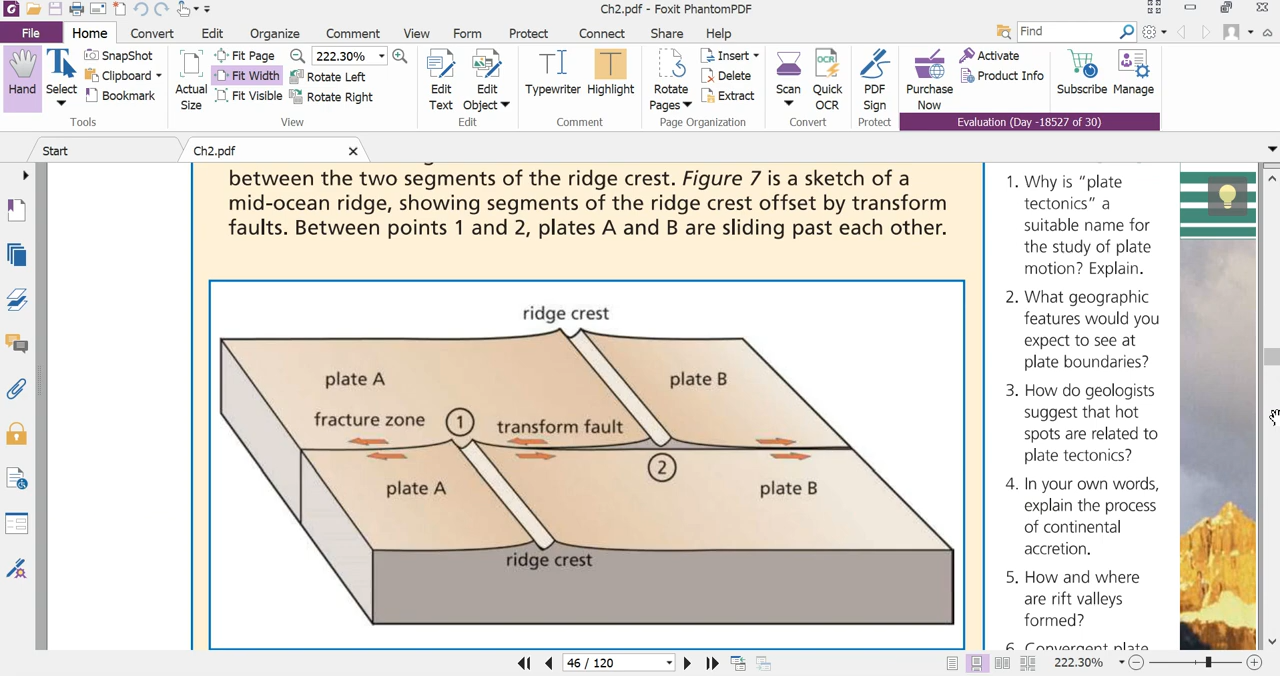 Ch2.pdf - Foxit PhantomPDF
File Home Convert Edit Organize Comment View Form Protect Connect Share Help Find
Hand Select SnapShot Clipboard Bookmark
Tools
Actual Size Fit Page Fit Width Fit Visible 222.30% Rotate Left Rotate Right
View
Edit Text Edit Object
Edit
Typewriter Highlight
Comment
Rotate Pages Insert Delete Extract
Page Organization
Scan Quick OCR
Convert
PDF Sign
Protect
Purchase Now Activate Product Info Subscribe Manage
Evaluation (Day -18527 of 30)
Start Ch2.pdf
between the two segments of the ridge crest. Figure 7 is a sketch of a
mid-ocean ridge, showing segments of the ridge crest offset by transform
faults. Between points 1 and 2, plates A and B are sliding past each other.
ridge crest
plate A plate B
fracture zone 1 transform fault
2
plate A plate B
ridge crest
1. Why is “plate
tectonics” a
suitable name for
the study of plate
motion? Explain.
2. What geographic
features would you
expect to see at
plate boundaries?
3. How do geologists
suggest that hot
spots are related to
plate tectonics?
4. In your own words,
explain the process
of continental
accretion.
5. How and where
are rift valleys
formed?
6. Convergent plate
46 / 120 222.30%